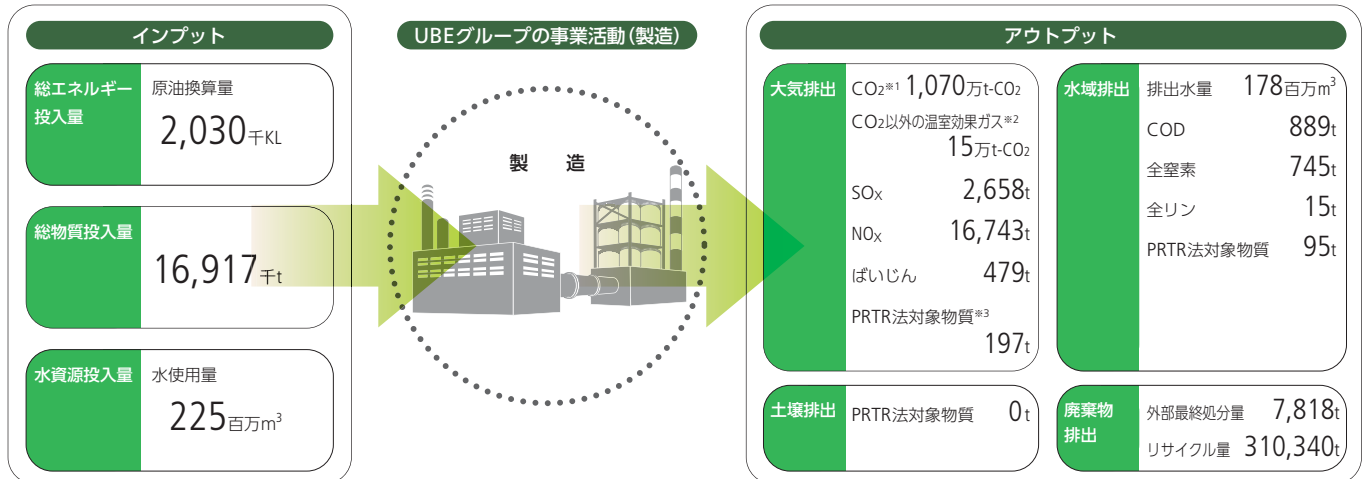 インプット
総エネルギー
投入量
原油換算量
2,030千KL
総物質投入量
16,917千t
水資源投入量
水使用量
225百万m³
UBEグループの事業活動(製造)
製 造
アウトプット
大気排出
CO₂※1 1,070万t-CO₂
CO₂以外の温室効果ガス※2
15万t-CO₂
SOx 2,658t
NOx 16,743t
ばいじん 479t
PRTR法対象物質※3
197t
水域排出
排出水量 178百万m³
COD 889t
全窒素 745t
全リン 15t
PRTR法対象物質 95t
土壌排出
PRTR法対象物質 0t
廃棄物
排出
外部最終処分量 7,818t
リサイクル量 310,340t